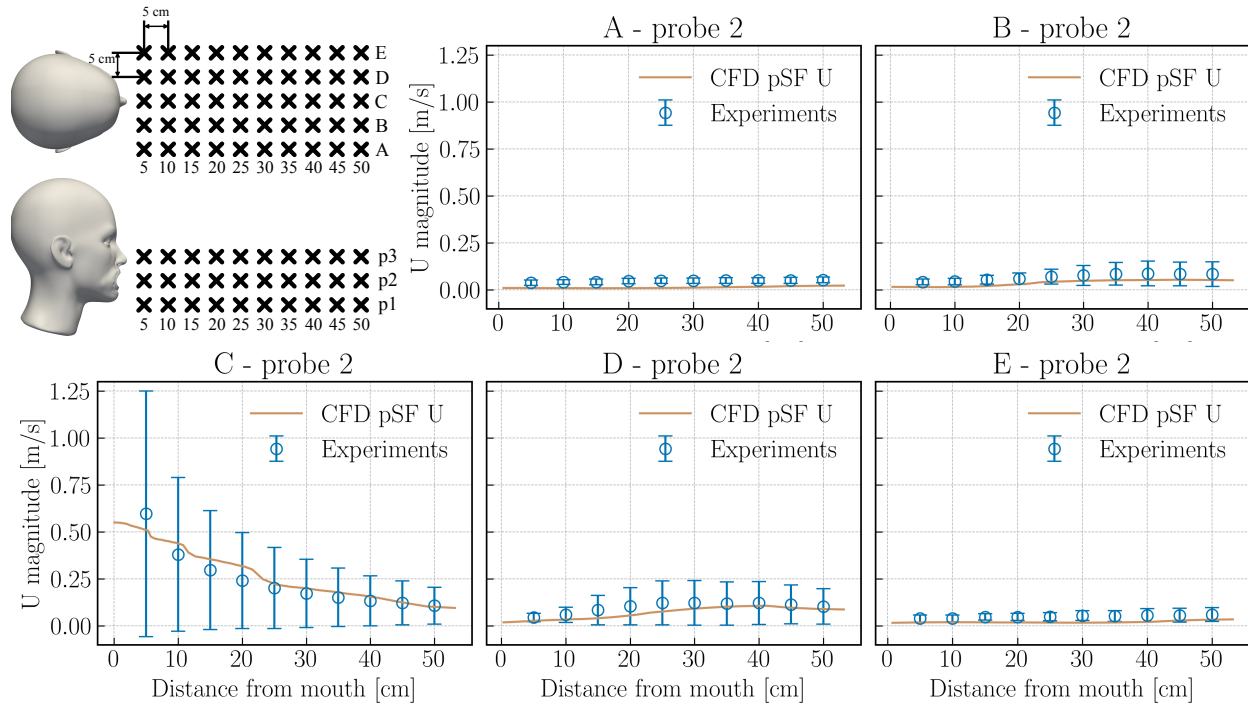 5 cm
5 cm
E
D
C
B
A
5 10 15 20 25 30 35 40 45 50
p3
p2
p1
5 10 15 20 25 30 35 40 45 50
A - probe 2
U magnitude [m/s]
1.25
1.00
0.75
0.50
0.25
0.00
CFD pSF U
Experiments
0 10 20 30 40 50
B - probe 2
CFD pSF U
Experiments
0 10 20 30 40 50
C - probe 2
U magnitude [m/s]
1.25
1.00
0.75
0.50
0.25
0.00
CFD pSF U
Experiments
0 10 20 30 40 50
Distance from mouth [cm]
D - probe 2
CFD pSF U
Experiments
0 10 20 30 40 50
Distance from mouth [cm]
E - probe 2
CFD pSF U
Experiments
0 10 20 30 40 50
Distance from mouth [cm]